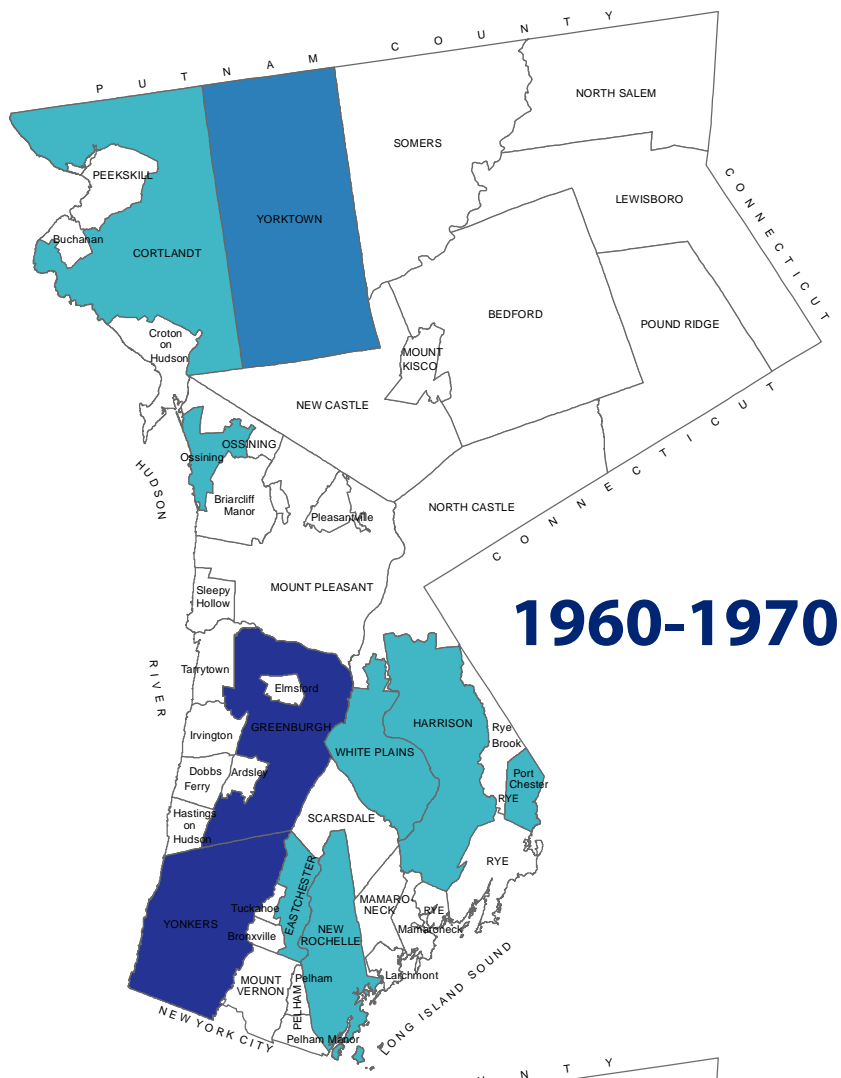 PUTNAM COUNTY
NORTH SALEM
SOMERS
PEEKSKILL
CONNECTICUT
LEWISBORO
YORKTOWN
Buchanan
CORTLANDT
BEDFORD
POUND RIDGE
Croton
on
Hudson
MOUNT
KISCO
NEW CASTLE
CONNECTICUT
OSSINING
Ossining
HUDSON
Briarcliff
Manor
Pleasantville
NORTH CASTLE
MOUNT PLEASANT
Sleepy
Hollow
1960-1970
RIVER
Tarrytown
Elmsford
GREENBURGH
HARRISON
Rye
Brook
Irvington
WHITE PLAINS
Dobbs
Ferry
Ardsley
Port
Chester
RYE
Hastings
on
Hudson
SCARSDALE
RYE
EASTCHESTER
MAMARO
NECK
Tuckahoe
RYE
YONKERS
NEW
ROCHELLE
Mamaroneck
Bronxville
Larchmont
MOUNT
VERNON
Pelham
PELHAM
LONG ISLAND SOUND
NEW YORK CITY
Pelham Manor
UNTY